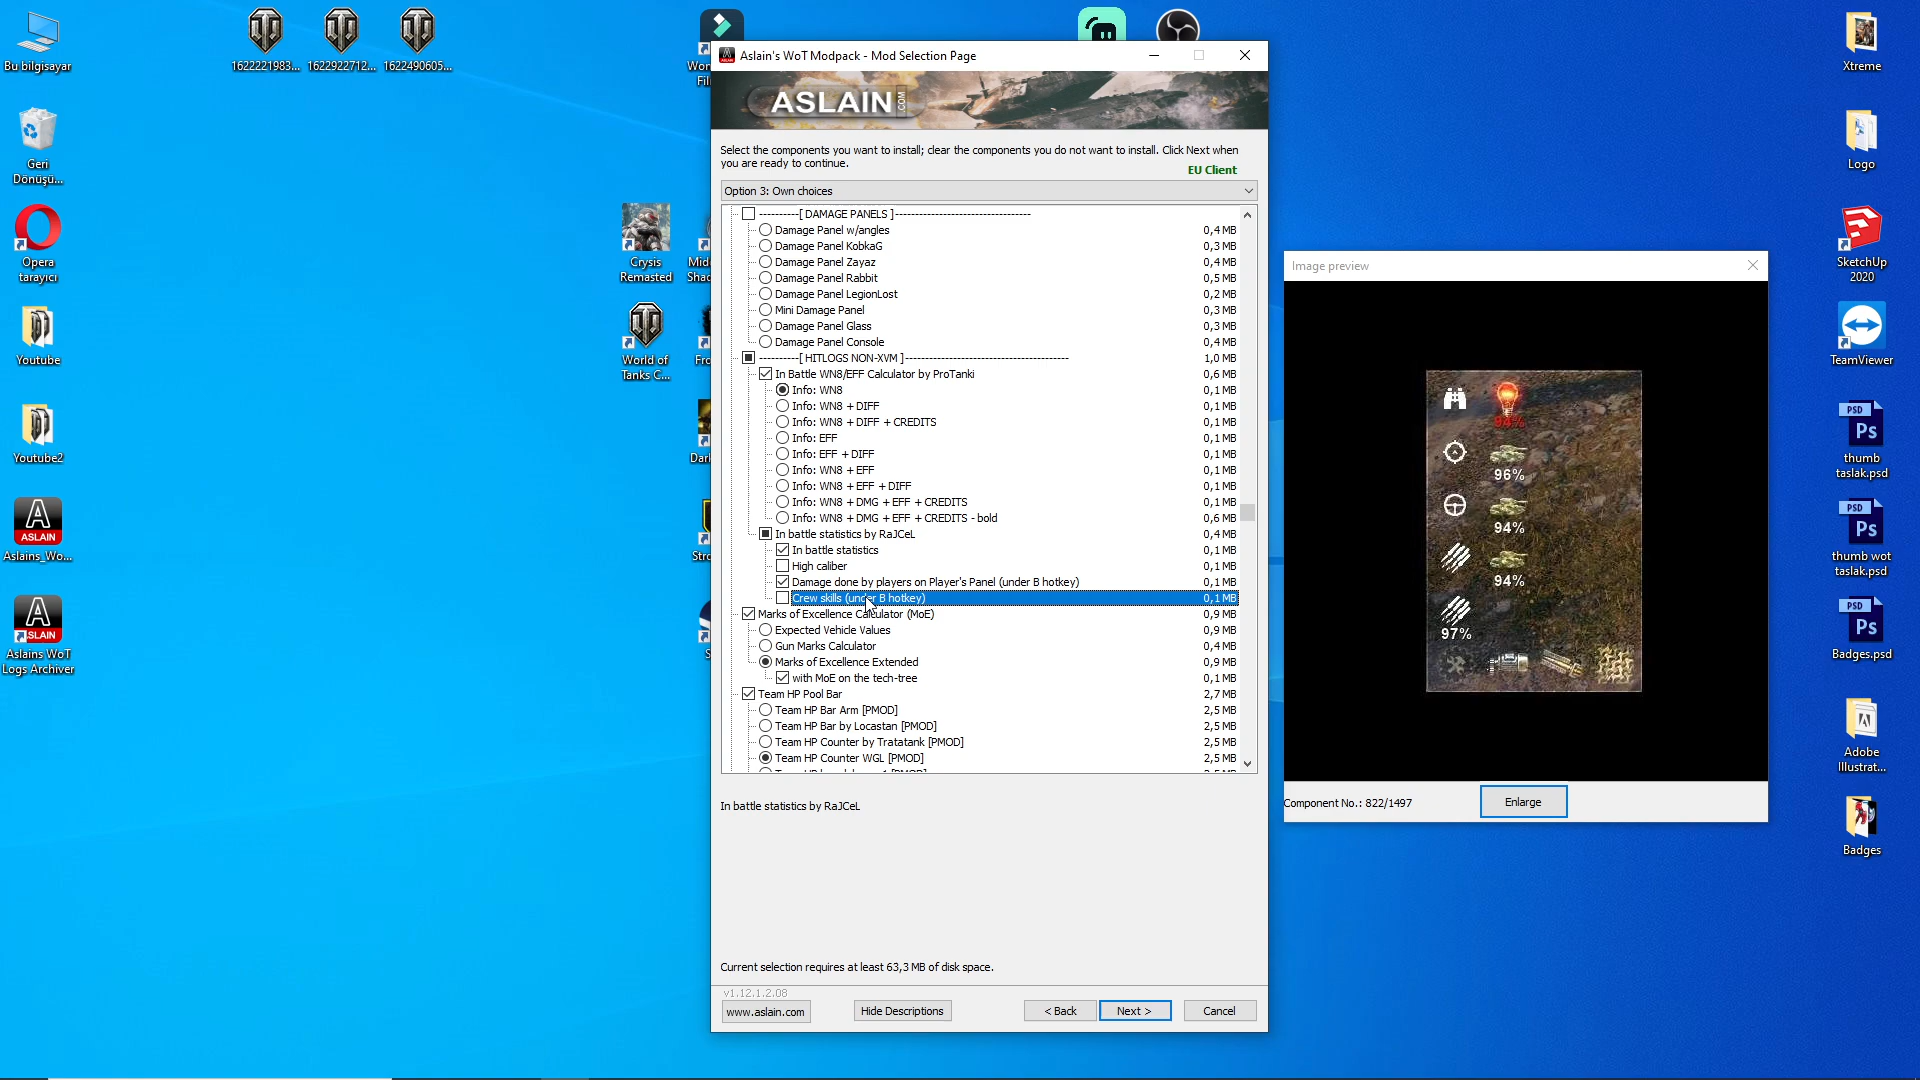 Bu bilgisayar
1622221983...
1622922712...
1622490605...
Xtreme
Aslain's WoT Modpack - Mod Selection Page
ASLAIN.COM
Select the components you want to install; clear the components you do not want to install. Click Next when
you are ready to continue.
EU Client
Option 3: Own choices
----------[ DAMAGE PANELS ]----------------------------------
Damage Panel w/angles 0,4 MB
Damage Panel KobkaG 0,3 MB
Damage Panel Zayaz 0,4 MB
Damage Panel Rabbit 0,5 MB
Damage Panel LegionLost 0,2 MB
Mini Damage Panel 0,3 MB
Damage Panel Glass 0,3 MB
Damage Panel Console 0,4 MB
----------[ HITLOGS NON-XVM ]----------------------------------------- 1,0 MB
In Battle WN8/EFF Calculator by ProTanki 0,6 MB
Info: WN8 0,1 MB
Info: WN8 + DIFF 0,1 MB
Info: WN8 + DIFF + CREDITS 0,1 MB
Info: EFF 0,1 MB
Info: EFF + DIFF 0,1 MB
Info: WN8 + EFF 0,1 MB
Info: WN8 + EFF + DIFF 0,1 MB
Info: WN8 + DMG + EFF + CREDITS 0,1 MB
Info: WN8 + DMG + EFF + CREDITS - bold 0,6 MB
In battle statistics by RaJCeL 0,4 MB
In battle statistics 0,1 MB
High caliber 0,1 MB
Damage done by players on Player's Panel (under B hotkey) 0,1 MB
Crew skills (under B hotkey) 0,1 MB
Marks of Excellence Calculator (MoE) 0,9 MB
Expected Vehicle Values 0,9 MB
Gun Marks Calculator 0,4 MB
Marks of Excellence Extended 0,9 MB
with MoE on the tech-tree 0,1 MB
Team HP Pool Bar 2,7 MB
Team HP Bar Arm [PMOD] 2,5 MB
Team HP Bar by Locastan [PMOD] 2,5 MB
Team HP Counter by Tratatank [PMOD] 2,5 MB
Team HP Counter WGL [PMOD] 2,5 MB
In battle statistics by RaJCeL
Current selection requires at least 63,3 MB of disk space.
v1.12.1.2.08
www.aslain.com
Hide Descriptions
< Back
Next >
Cancel
Image preview
94%
96%
94%
94%
97%
Component No.: 822/1497
Enlarge
Geri
Dönüşü...
Opera
tarayıcı
Youtube
Youtube2
ASLAIN
Aslains_Wo...
ASLAIN
Aslains WoT
Logs Archiver
Crysis
Remasted
World of
Tanks C...
Logo
SketchUp
2020
TeamViewer
PSD
Ps
thumb
taslak.psd
PSD
Ps
thumb wot
taslak.psd
PSD
Ps
Badges.psd
Adobe
Illustrat...
Badges